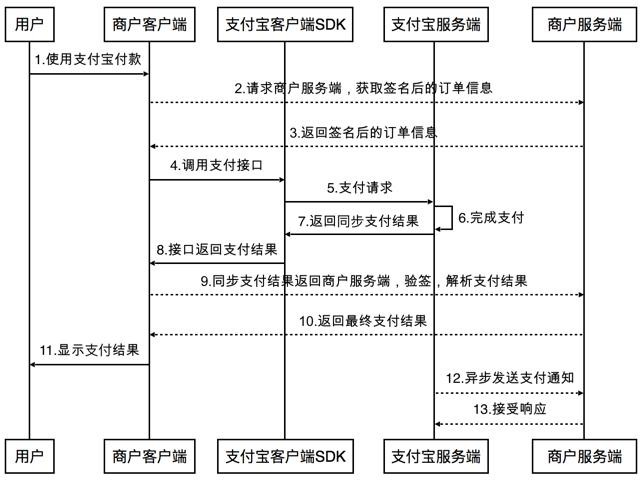 用户
商户客户端
支付宝客户端SDK
支付宝服务端
商户服务端
1.使用支付宝付款
2.请求商户服务端，获取签名后的订单信息
3.返回签名后的订单信息
4.调用支付接口
5.支付请求
6.完成支付
7.返回同步支付结果
8.接口返回支付结果
9.同步支付结果返回商户服务端，验签，解析支付结果
10.返回最终支付结果
11.显示支付结果
12.异步发送支付通知
13.接受响应
用户
商户客户端
支付宝客户端SDK
支付宝服务端
商户服务端